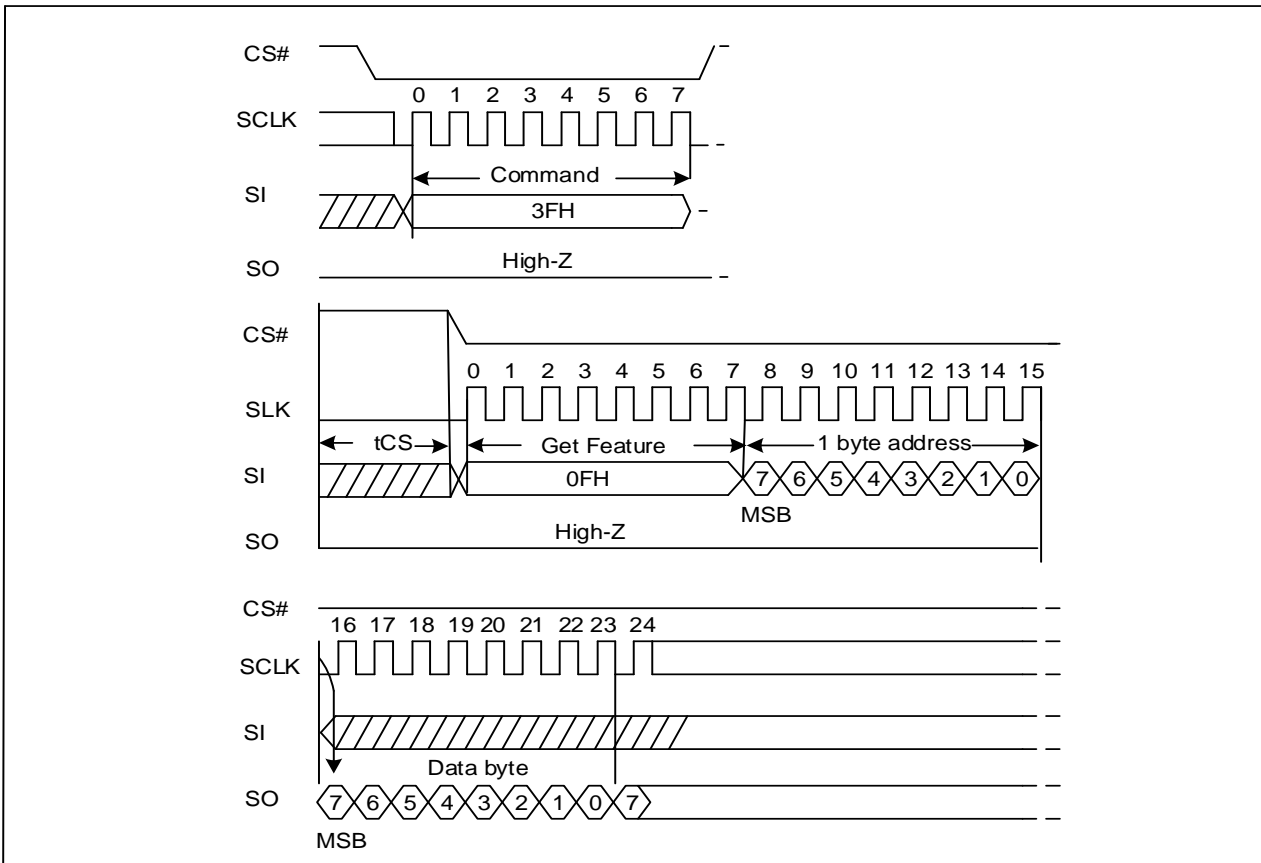 CS#
0 1 2 3 4 5 6 7
SCLK
Command
SI
3FH
High-Z
SO
CS#
0 1 2 3 4 5 6 7 8 9 10 11 12 13 14 15
SLK
tCS Get Feature 1 byte address
SI
0FH 7 6 5 4 3 2 1 0
MSB
High-Z
SO
CS#
16 17 18 19 20 21 22 23 24
SCLK
SI
Data byte
SO 7 6 5 4 3 2 1 0 7
MSB